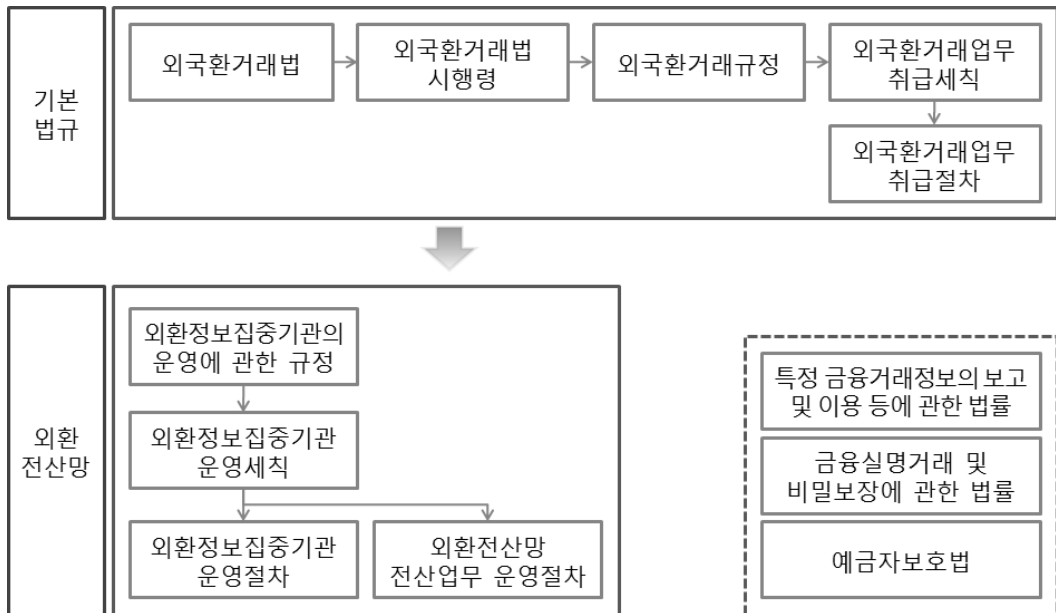 기본
법규
외국환거래법
외국환거래법
시행령
외국환거래규정
외국환거래업무
취급세칙
외국환거래업무
취급절차
외환
전산망
외환정보집중기관의
운영에 관한 규정
외환정보집중기관
운영세칙
외환정보집중기관
운영절차
외환전산망
전산업무 운영절차
특정 금융거래정보의 보고
및 이용 등에 관한 법률
금융실명거래 및
비밀보장에 관한 법률
예금자보호법